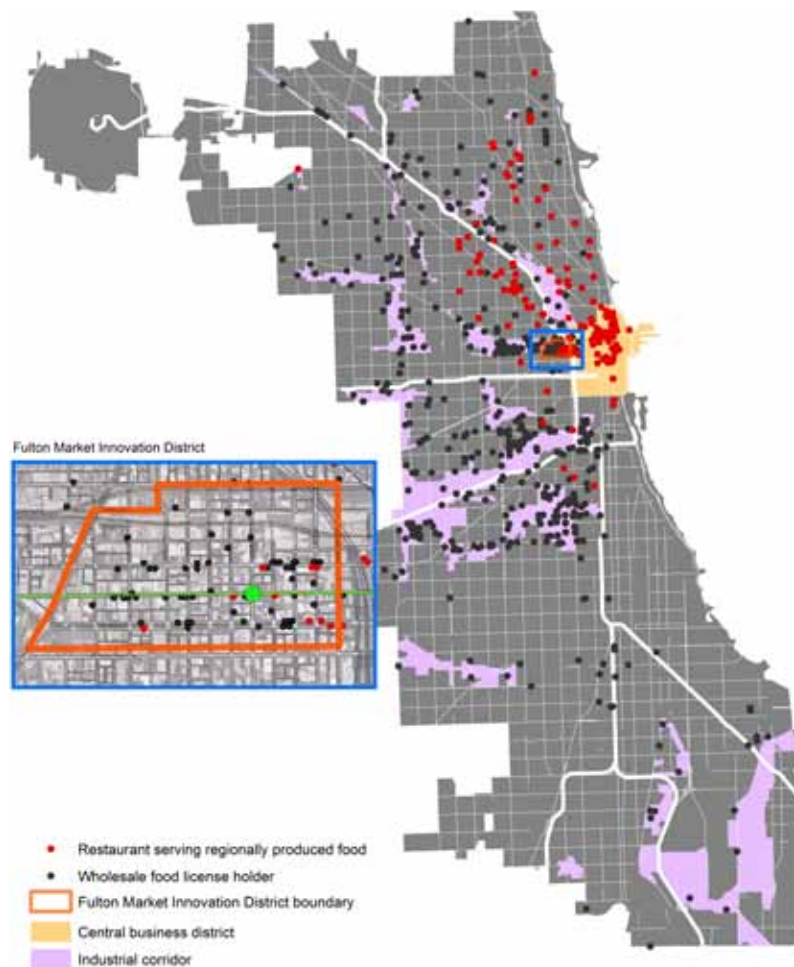 Fulton Market Innovation District
Restaurant serving regionally produced food
Wholesale food license holder
Fulton Market Innovation District boundary
Central business district
Industrial corridor